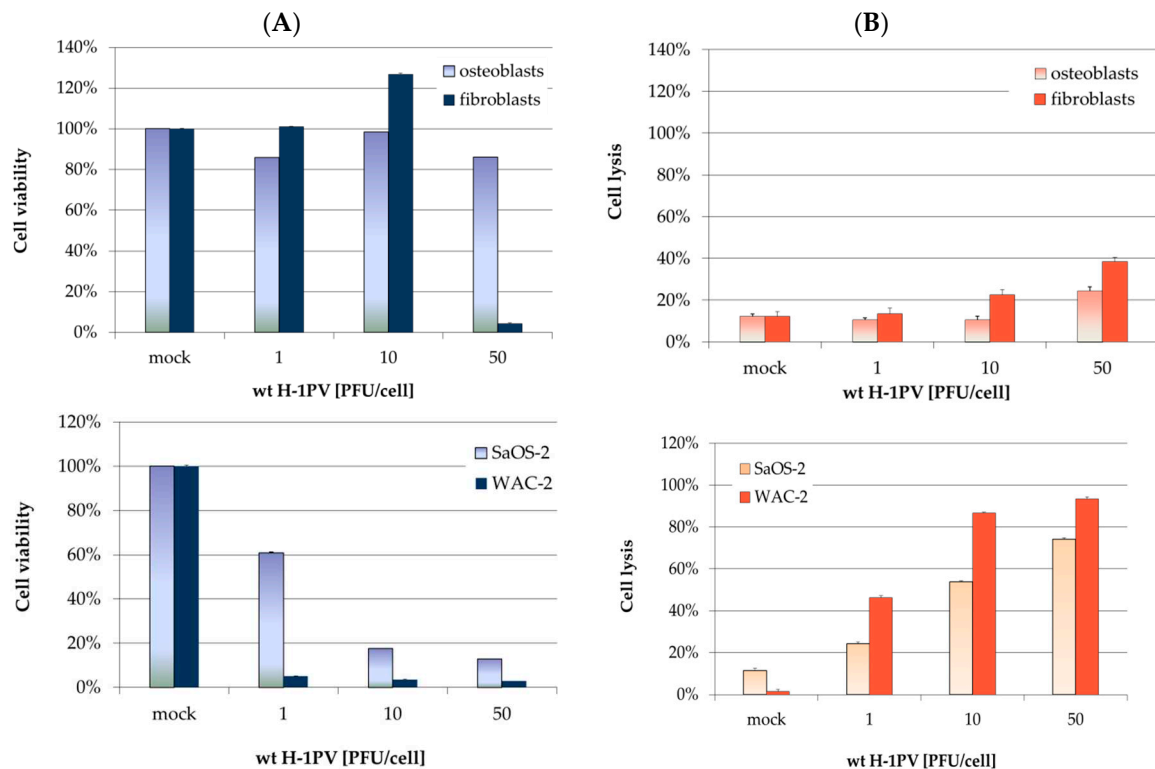 (A)
140%
120%
100%
80%
60%
40%
20%
0%
Cell viability
osteoblasts
fibroblasts
mock 1 10 50
wt H-1PV [PFU/cell]
(B)
140%
120%
100%
80%
60%
40%
20%
0%
Cell lysis
osteoblasts
fibroblasts
mock 1 10 50
wt H-1PV [PFU/cell]
120%
100%
80%
60%
40%
20%
0%
Cell viability
SaOS-2
WAC-2
mock 1 10 50
wt H-1PV [PFU/cell]
120%
100%
80%
60%
40%
20%
0%
Cell lysis
SaOS-2
WAC-2
mock 1 10 50
wt H-1PV [PFU/cell]